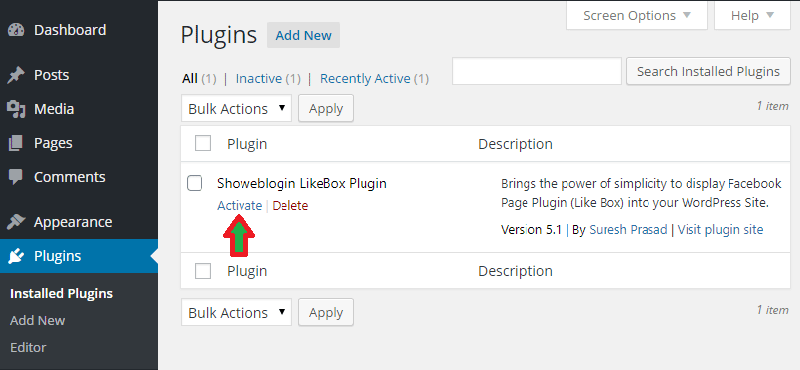 Dashboard
Posts
Media
Pages
Comments
Appearance
Plugins
Installed Plugins
Add New
Editor
Screen Options
Help
Plugins Add New
All (1) | Inactive (1) | Recently Active (1)
Search Installed Plugins
Bulk Actions Apply
1 item
Plugin Description
Showeblogin LikeBox Plugin
Activate | Delete
Brings the power of simplicity to display Facebook
Page Plugin (Like Box) into your WordPress Site.
Version 5.1 | By Suresh Prasad | Visit plugin site
Plugin Description
Bulk Actions Apply
1 item